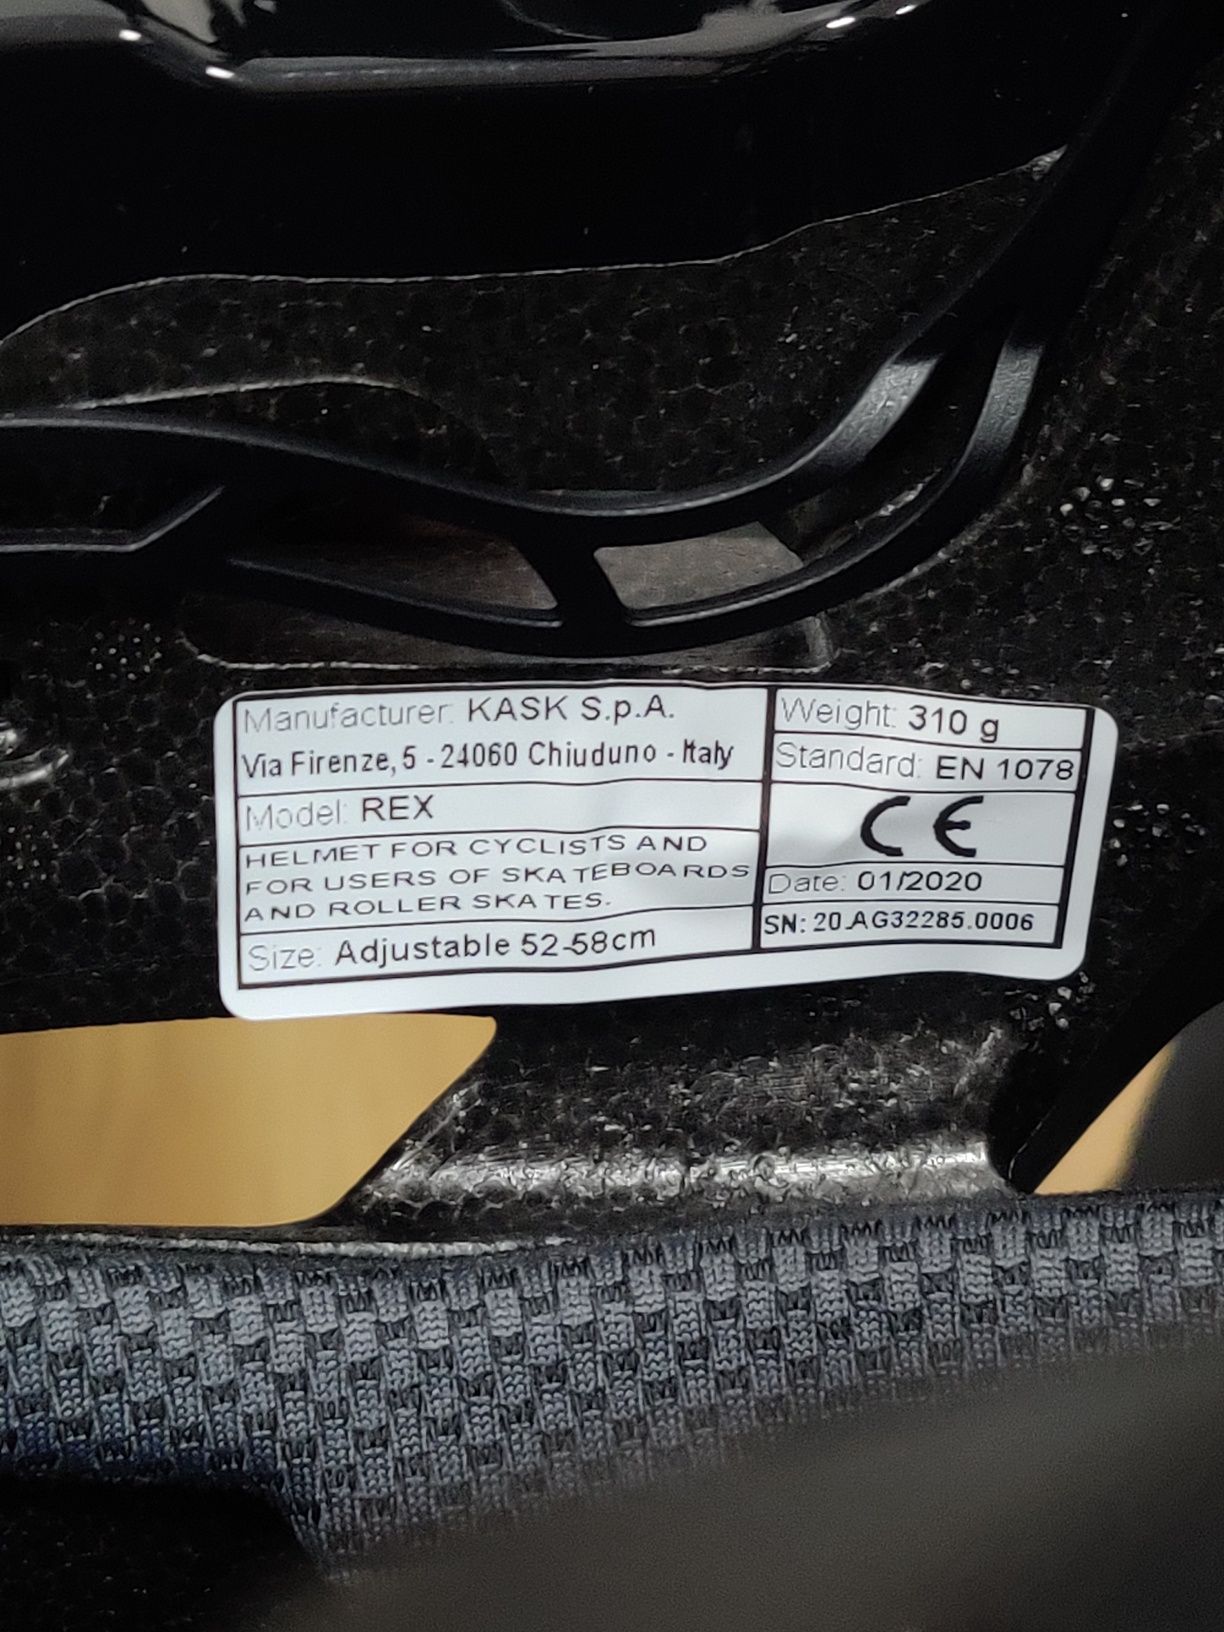 Manufacturer: KASK S.p.A.
Via Firenze, 5 - 24060 Chiuduno - Italy
Model: REX
HELMET FOR CYCLISTS AND
FOR USERS OF SKATEBOARDS
AND ROLLER SKATES.
Size: Adjustable 52-58cm
Weight: 310 g
Standard: EN 1078
CE
Date: 01/2020
SN: 20.AG32285.0006